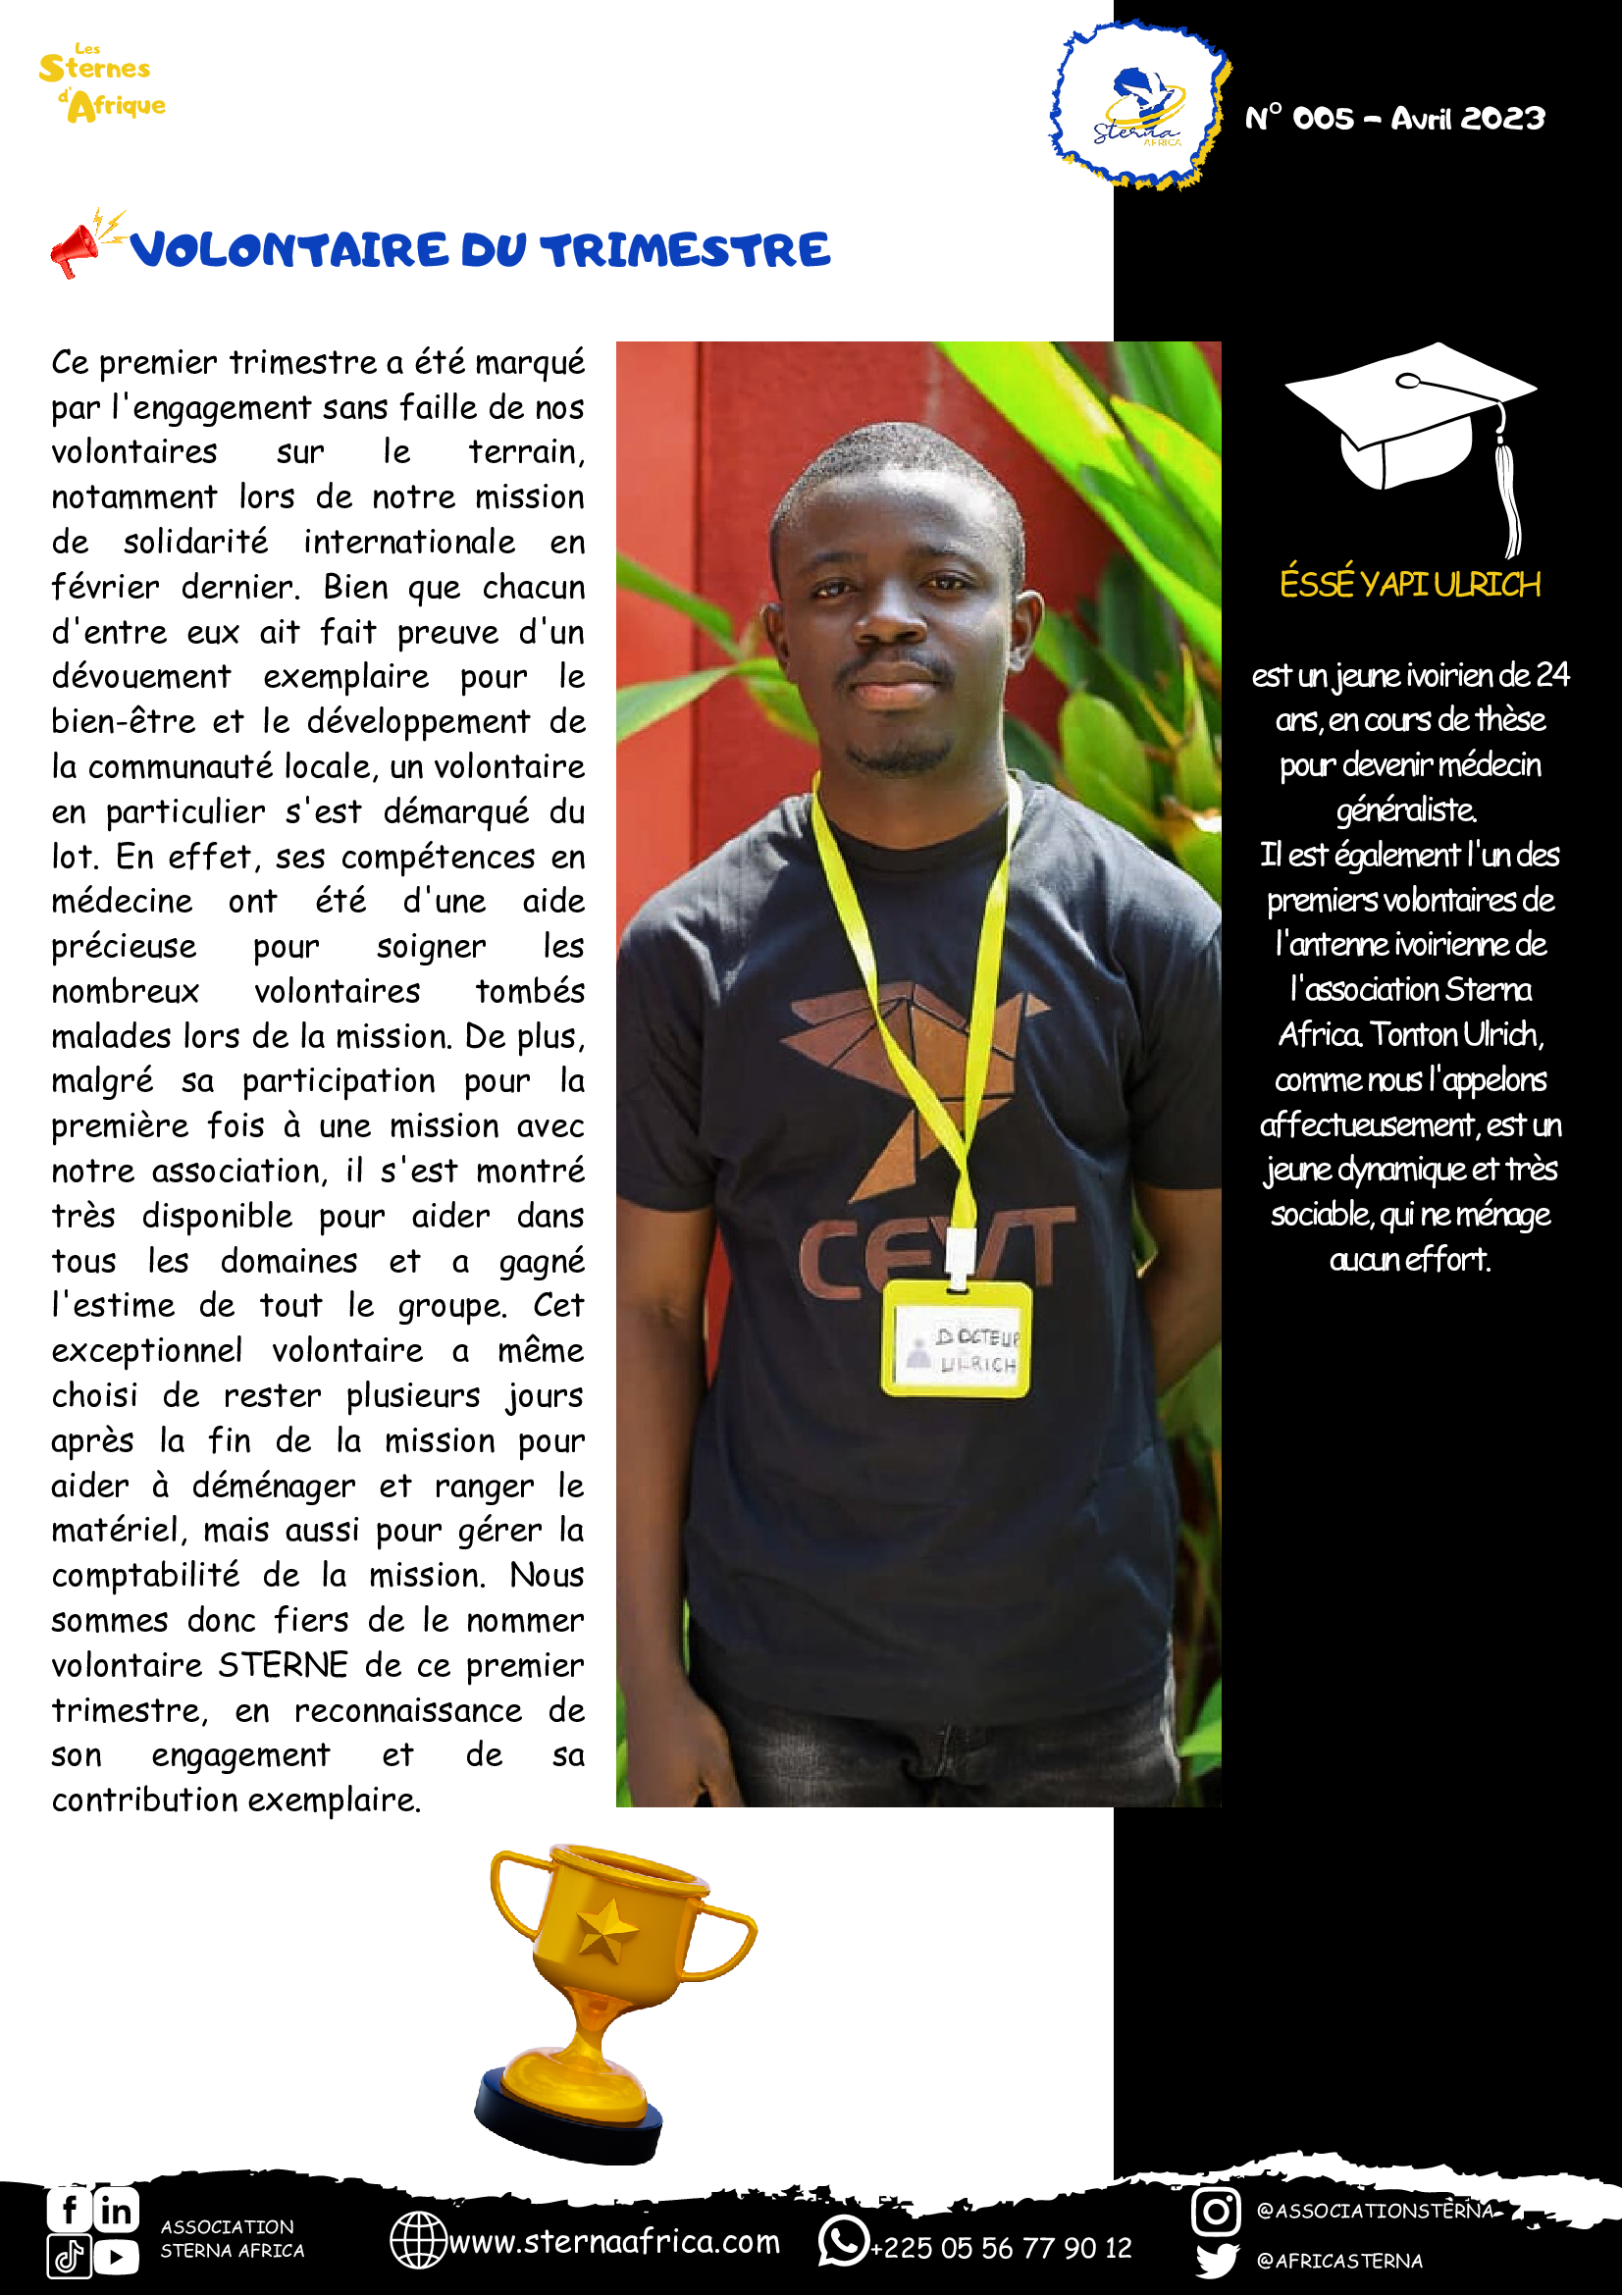 Les
Sternes
d'Afrique
Sterna
AFRICA
N° 005 - Avril 2023
VOLONTAIRE DU TRIMESTRE
Ce premier trimestre a été marqué
par l'engagement sans faille de nos
volontaires sur le terrain,
notamment lors de notre mission
de solidarité internationale en
février dernier. Bien que chacun
d'entre eux ait fait preuve d'un
dévouement exemplaire pour le
bien-être et le développement de
la communauté locale, un volontaire
en particulier s'est démarqué du
lot. En effet, ses compétences en
médecine ont été d'une aide
précieuse pour soigner les
nombreux volontaires tombés
malades lors de la mission. De plus,
malgré sa participation pour la
première fois à une mission avec
notre association, il s'est montré
très disponible pour aider dans
tous les domaines et a gagné
l'estime de tout le groupe. Cet
exceptionnel volontaire a même
choisi de rester plusieurs jours
après la fin de la mission pour
aider à déménager et ranger le
matériel, mais aussi pour gérer la
comptabilité de la mission. Nous
sommes donc fiers de le nommer
volontaire STERNE de ce premier
trimestre, en reconnaissance de
son engagement et de sa
contribution exemplaire.
DOCTEUR
ULRICH
ÉSSÉ YAPI ULRICH
est un jeune ivoirien de 24
ans, en cours de thèse
pour devenir médecin
généraliste.
Il est également l'un des
premiers volontaires de
l'antenne ivoirienne de
l'association Sterna
Africa. Tonton Ulrich,
comme nous l'appelons
affectueusement, est un
jeune dynamique et très
sociable, qui ne ménage
aucun effort.
ASSOCIATION
STERNA AFRICA
www.sternaafrica.com
+225 05 56 77 90 12
@ASSOCIATIONSTERNA
@AFRICASTERNA